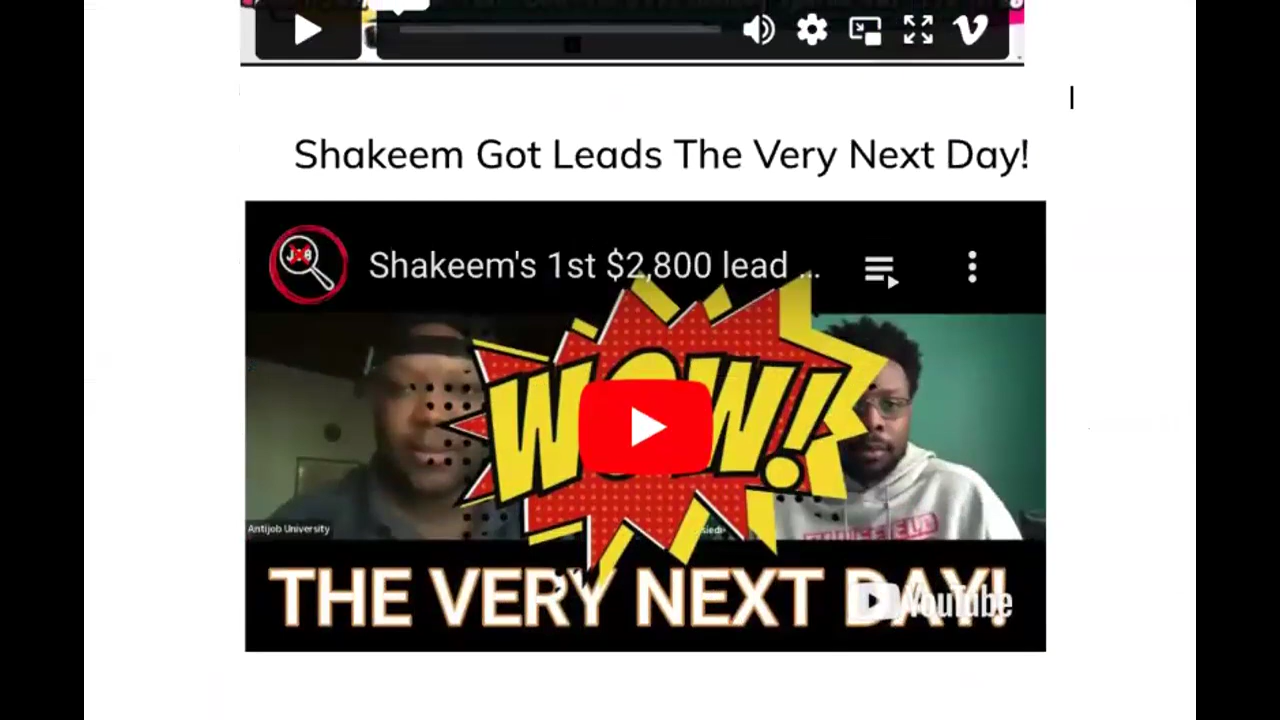 Shakeem Got Leads The Very Next Day!
Shakeem's 1st $2,800 lead ...
WOW!
Antijob University
THE VERY NEXT DAY!
YouTube